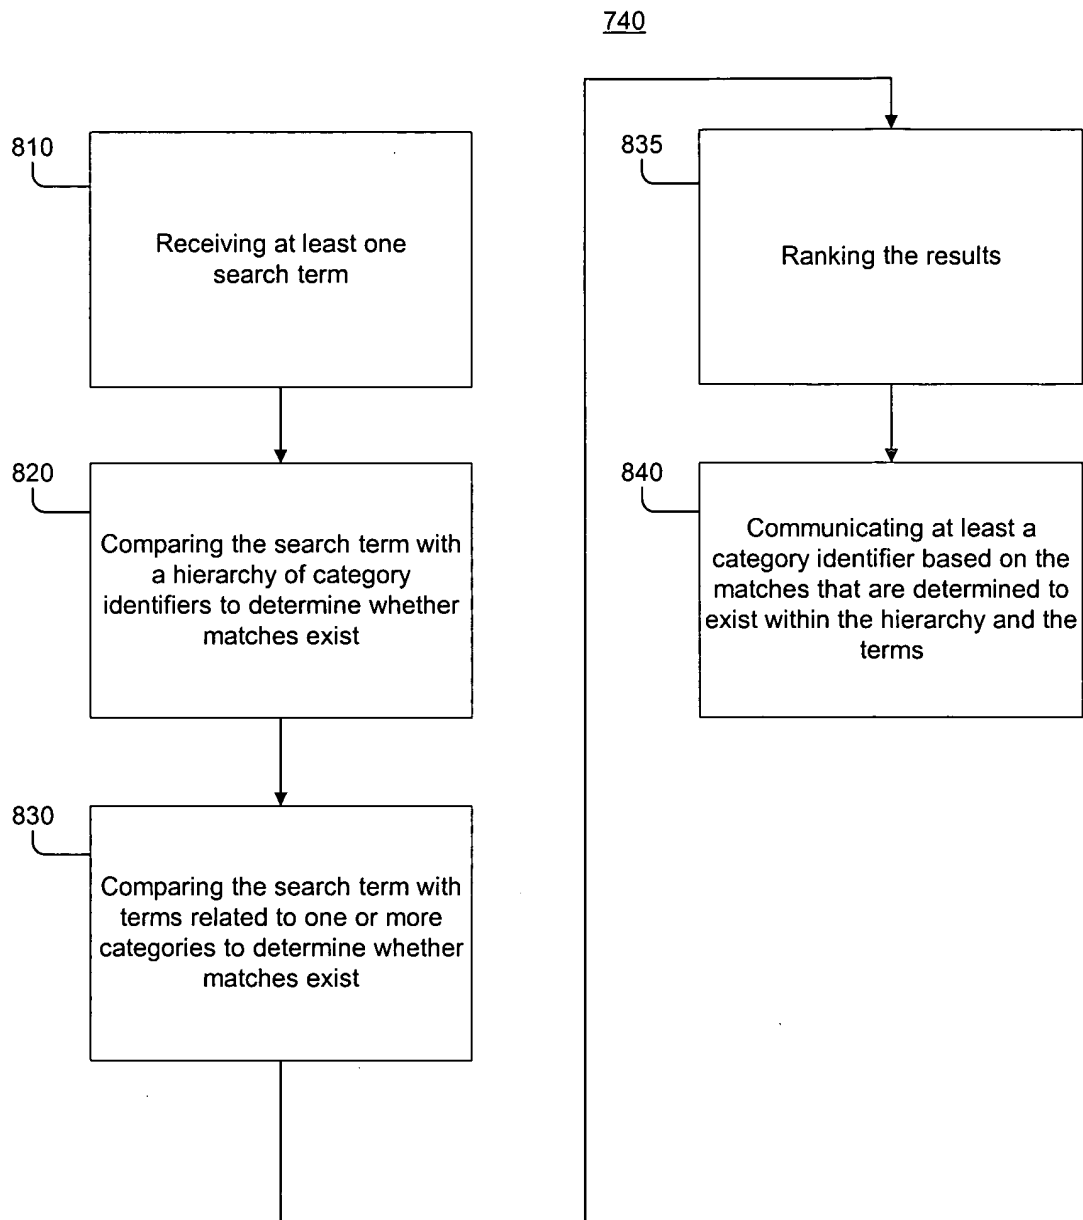 740
810
Receiving at least one
search term
820
Comparing the search term with
a hierarchy of category
identifiers to determine whether
matches exist
830
Comparing the search term with
terms related to one or more
categories to determine whether
matches exist
835
Ranking the results
840
Communicating at least a
category identifier based on the
matches that are determined to
exist within the hierarchy and the
terms